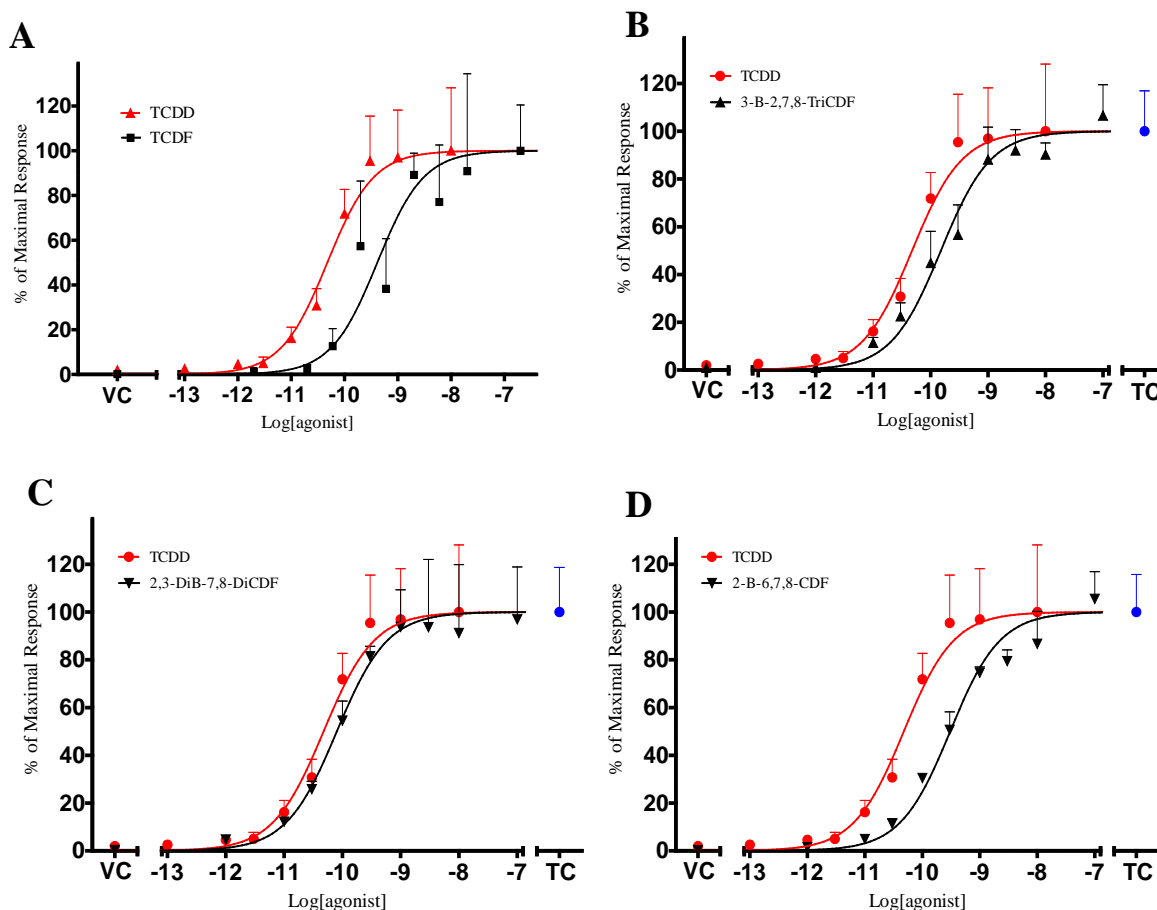 A
% of Maximal Response
120
100
80
60
40
20
0
TCDD
TCDF
VC -13 -12 -11 -10 -9 -8 -7
Log[agonist]
B
% of Maximal Response
120
100
80
60
40
20
0
TCDD
3-B-2,7,8-TriCDF
VC -13 -12 -11 -10 -9 -8 -7 TC
Log[agonist]
C
% of Maximal Response
120
100
80
60
40
20
0
TCDD
2,3-DiB-7,8-DiCDF
VC -13 -12 -11 -10 -9 -8 -7 TC
Log[agonist]
D
% of Maximal Response
120
100
80
60
40
20
0
TCDD
2-B-6,7,8-CDF
VC -13 -12 -11 -10 -9 -8 -7 TC
Log[agonist]